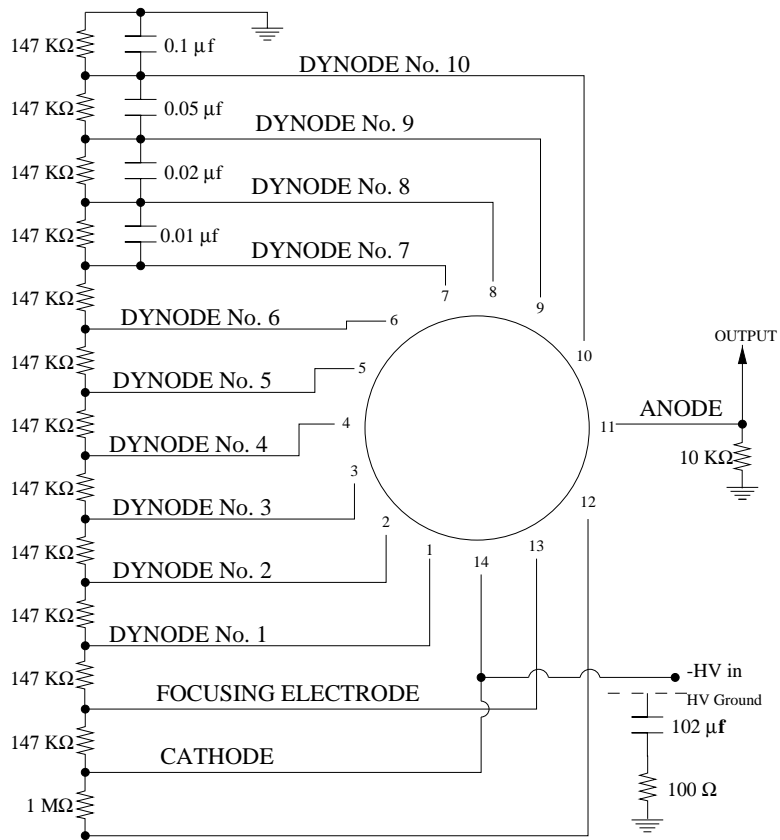 147 KΩ
0.1 µf
DYNODE No. 10
147 KΩ
0.05 µf
DYNODE No. 9
147 KΩ
0.02 µf
DYNODE No. 8
147 KΩ
0.01 µf
DYNODE No. 7
7
8
9
147 KΩ
DYNODE No. 6
6
10
OUTPUT
147 KΩ
DYNODE No. 5
5
147 KΩ
DYNODE No. 4
4
11
ANODE
10 KΩ
147 KΩ
DYNODE No. 3
3
12
147 KΩ
DYNODE No. 2
2
1
14
13
147 KΩ
DYNODE No. 1
147 KΩ
FOCUSING ELECTRODE
-HV in
HV Ground
102 µf
147 KΩ
CATHODE
1 MΩ
100 Ω